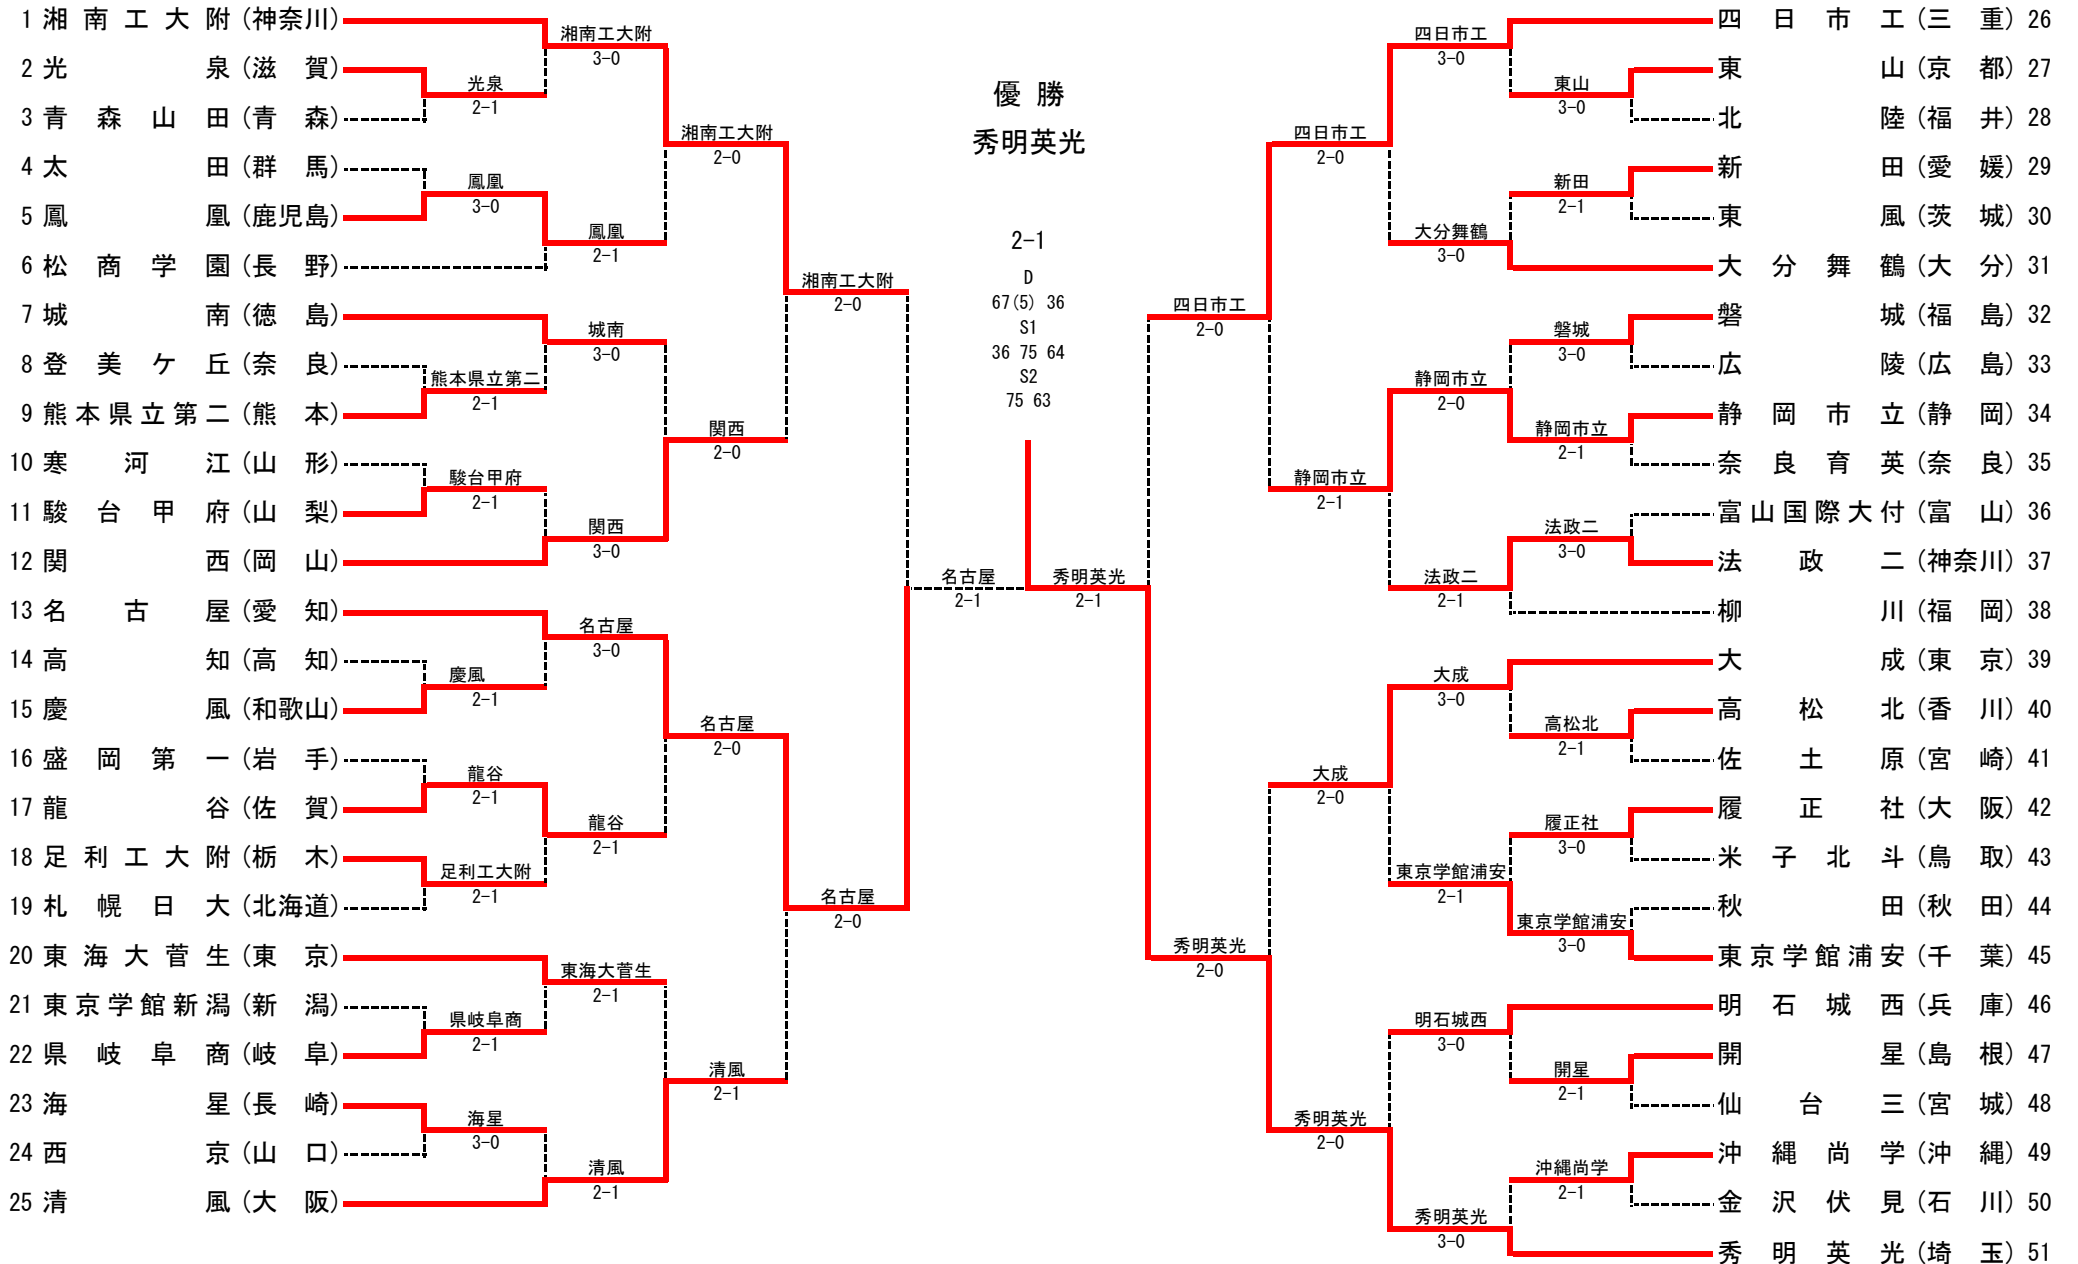 1 湘南工大附(神奈川)
2 光泉(滋賀)
3 青森山田(青森)
4 太田(群馬)
5 鳳凰(鹿児島)
6 松商学園(長野)
7 城南(徳島)
8 登美ケ丘(奈良)
9 熊本県立第二(熊本)
10 寒河江(山形)
11 駿台甲府(山梨)
12 関西(岡山)
13 名古屋(愛知)
14 高知(高知)
15 慶風(和歌山)
16 盛岡第一(岩手)
17 龍谷(佐賀)
18 足利工大附(栃木)
19 札幌日大(北海道)
20 東海大菅生(東京)
21 東京学館新潟(新潟)
22 県岐阜商(岐阜)
23 海星(長崎)
24 西京(山口)
25 清風(大阪)
光泉
2-1
鳳凰
3-0
熊本県立第二
2-1
駿台甲府
2-1
慶風
2-1
龍谷
2-1
足利工大附
2-1
県岐阜商
2-1
海星
3-0
湘南工大附
3-0
鳳凰
2-1
城南
3-0
関西
3-0
名古屋
3-0
龍谷
2-1
東海大菅生
2-1
清風
2-1
湘南工大附
2-0
関西
2-0
名古屋
2-0
清風
2-1
湘南工大附
2-0
名古屋
2-0
名古屋
2-1
優勝
秀明英光
2-1
D
67(5) 36
S1
36 75 64
S2
75 63
秀明英光
2-1
四日市工
2-0
秀明英光
2-0
四日市工
2-0
静岡市立
2-1
大成
2-0
秀明英光
2-0
四日市工
3-0
大分舞鶴
3-0
静岡市立
2-0
法政二
2-1
大成
3-0
東京学館浦安
2-1
明石城西
3-0
秀明英光
3-0
東山
3-0
新田
2-1
磐城
3-0
静岡市立
2-1
法政二
3-0
高松北
2-1
履正社
3-0
東京学館浦安
3-0
開星
2-1
沖縄尚学
2-1
四日市工(三重) 26
東山(京都) 27
北陸(福井) 28
新田(愛媛) 29
東風(茨城) 30
大分舞鶴(大分) 31
磐城(福島) 32
広陵(広島) 33
静岡市立(静岡) 34
奈良育英(奈良) 35
富山国際大付(富山) 36
法政二(神奈川) 37
柳川(福岡) 38
大成(東京) 39
高松北(香川) 40
佐土原(宮崎) 41
履正社(大阪) 42
米子北斗(鳥取) 43
秋田(秋田) 44
東京学館浦安(千葉) 45
明石城西(兵庫) 46
開星(島根) 47
仙台三(宮城) 48
沖縄尚学(沖縄) 49
金沢伏見(石川) 50
秀明英光(埼玉) 51